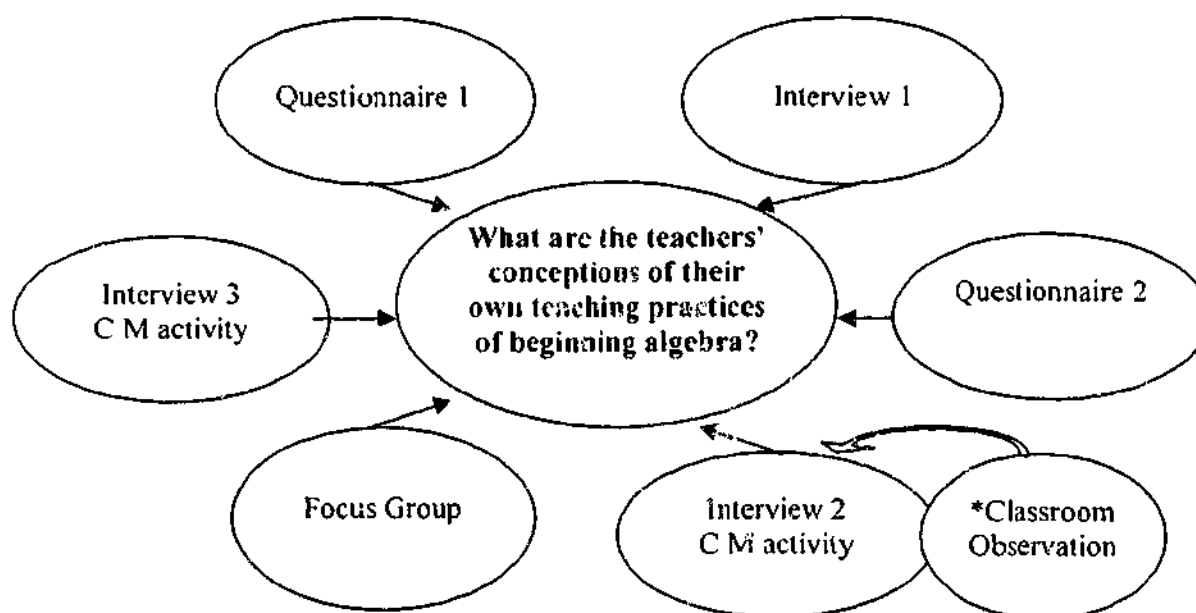 Questionnaire 1
Interview 1
What are the teachers'
conceptions of their
own teaching practices
of beginning algebra?
Interview 3
C M activity
Questionnaire 2
Focus Group
Interview 2
C M activity
*Classroom
Observation